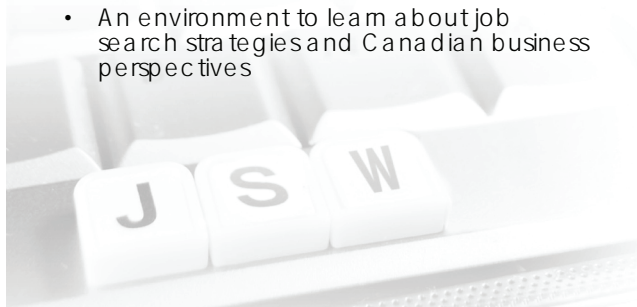 • An environment to learn about job
search strategies and Canadian business
perspectives
J S W